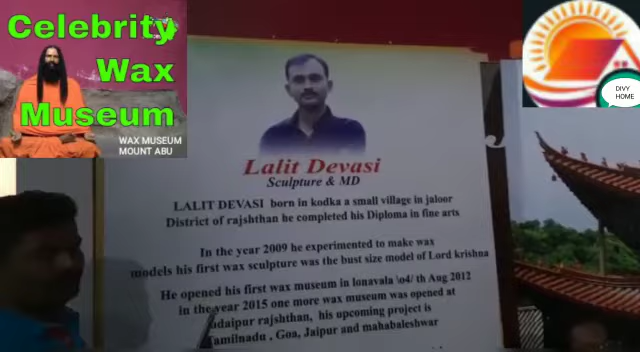 Celebrity
Wax
Museum
WAX MUSEUM
MOUNT ABU
DIVY
HOME
Lalit Devasi
Sculpture & MD
LALIT DEVASI born in kodka a small village in jaloor
District of rajshthan he completed his Diploma in fine arts
In the year 2009 he experimented to make wax
models his first wax sculpture was the bust size model of Lord krishna
He opened his first wax museum in lonavala \o4/ th Aug 2012
in the year 2015 one more wax museum was opened at
udaipur rajshthan, his upcoming project is
Tamilnadu , Goa, Jaipur and mahabaleshwar